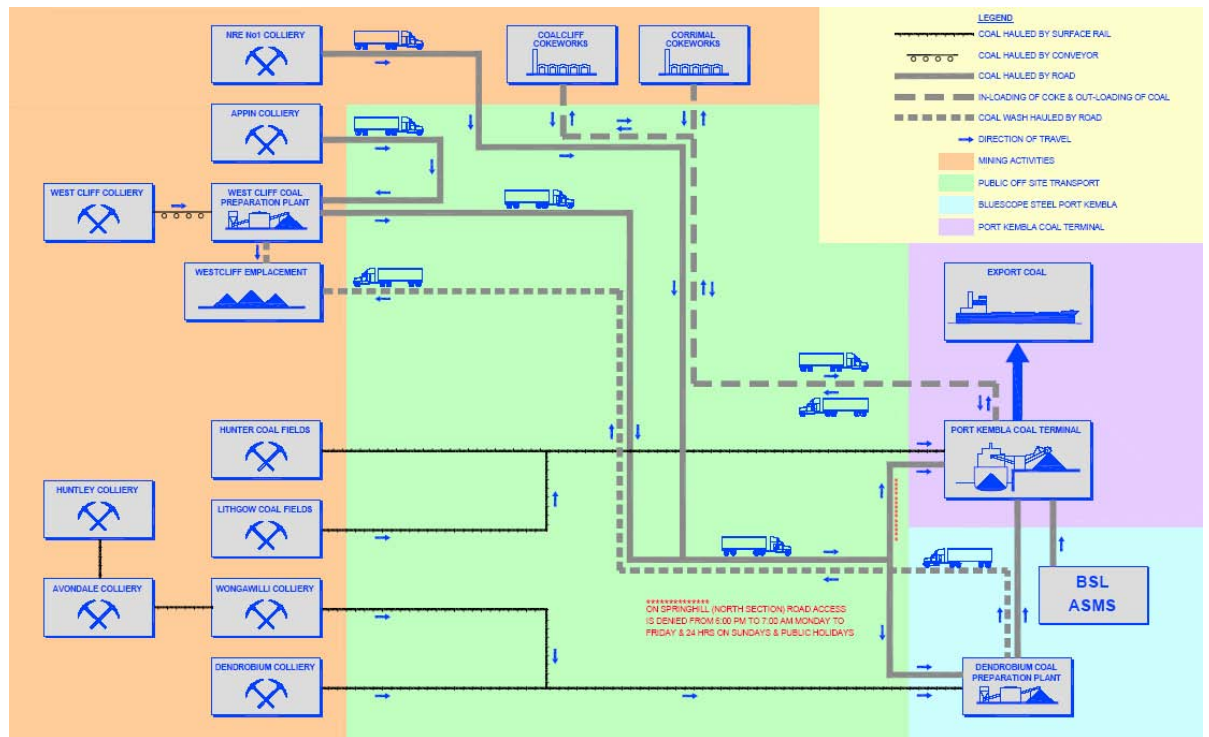 NRE No1 COLLIERY
COALCLIFF
COKEWORKS
CORRIMAL
COKEWORKS
LEGEND
COAL HAULED BY SURFACE RAIL
COAL HAULED BY CONVEYOR
COAL HAULED BY ROAD
IN-LOADING OF COKE & OUT-LOADING OF COAL
COAL WASH HAULED BY ROAD
DIRECTION OF TRAVEL
MINING ACTIVITIES
PUBLIC OFF SITE TRANSPORT
BLUESCOPE STEEL PORT KEMBLA
PORT KEMBLA COAL TERMINAL
APPIN COLLIERY
WEST CLIFF COLLIERY
WEST CLIFF COAL
PREPARATION PLANT
WESTCLIFF EMPLACEMENT
EXPORT COAL
HUNTER COAL FIELDS
PORT KEMBLA COAL TERMINAL
HUNTLEY COLLIERY
LITHGOW COAL FIELDS
AVONDALE COLLIERY
WONGAWILLI COLLIERY
BSL
ASMS
**************
ON SPRINGHILL (NORTH SECTION) ROAD ACCESS
IS DENIED FROM 6:00 PM TO 7:00 AM MONDAY TO
FRIDAY & 24 HRS ON SUNDAYS & PUBLIC HOLIDAYS
DENDROBIUM COLLIERY
DENDROBIUM COAL
PREPARATION PLANT